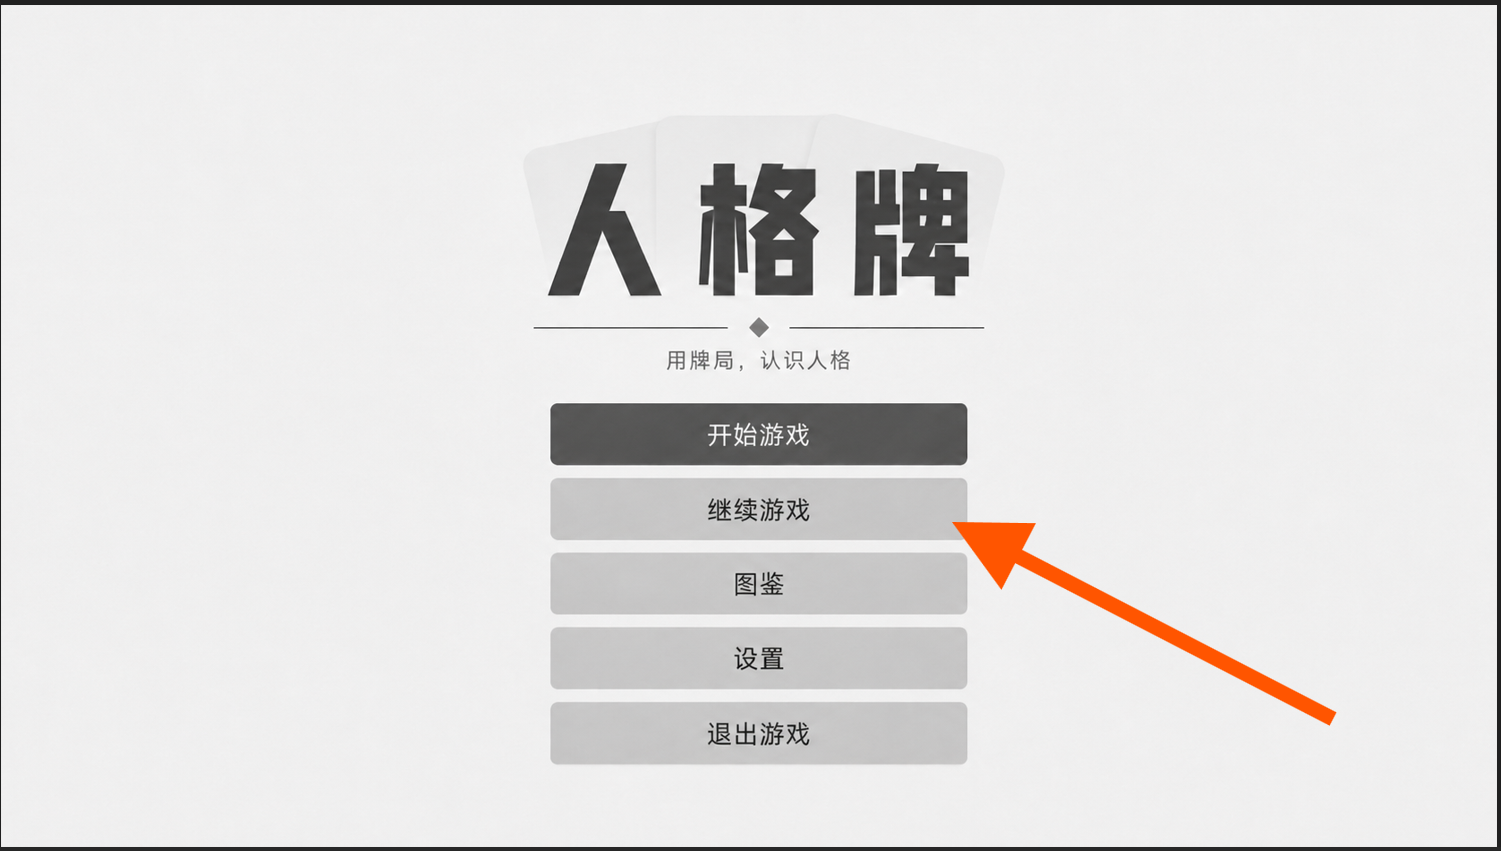 人格牌
用牌局，认识人格
开始游戏
继续游戏
图鉴
设置
退出游戏